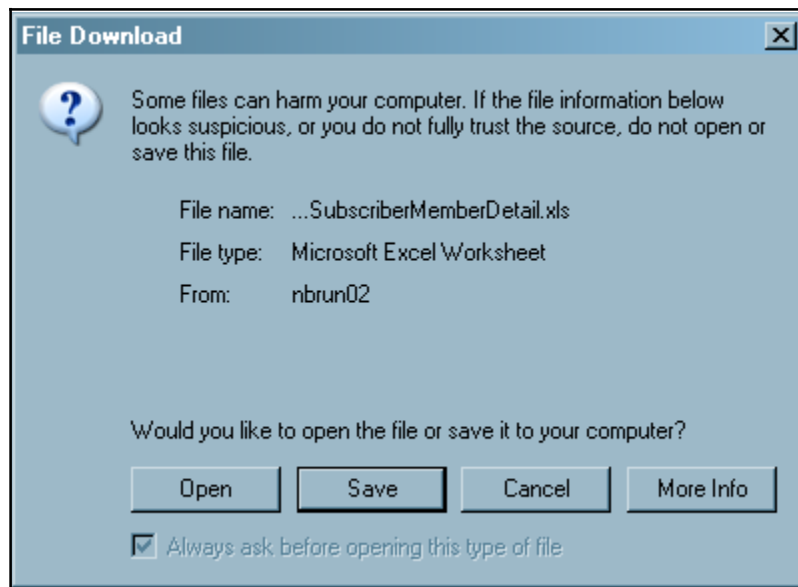 File Download
Some files can harm your computer. If the file information below
looks suspicious, or you do not fully trust the source, do not open or
save this file.
File name: ...SubscriberMemberDetail.xls
File type: Microsoft Excel Worksheet
From: nbrun02
Would you like to open the file or save it to your computer?
Open Save Cancel More Info
Always ask before opening this type of file